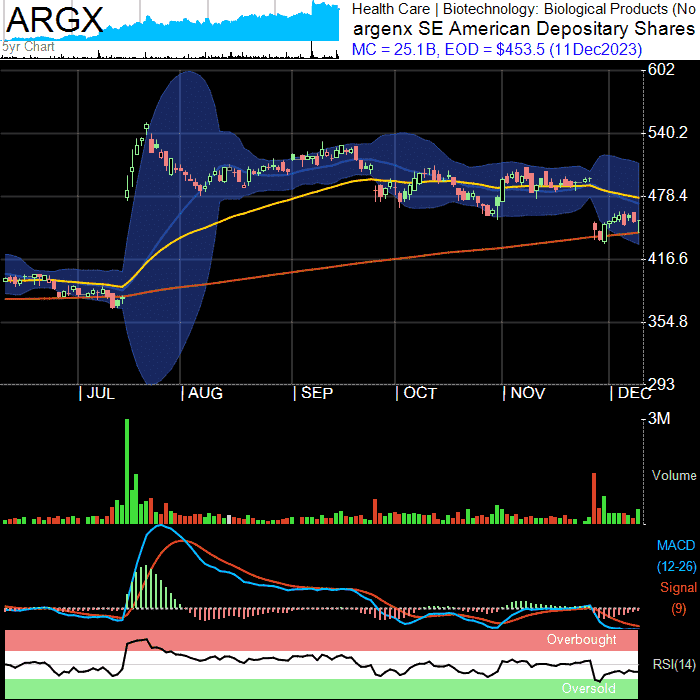 ARGX
5yr Chart
Health Care | Biotechnology: Biological Products (No
argenx SE American Depositary Shares
MC = 25.1B, EOD = $453.5 (11Dec2023)
602
540.2
478.4
416.6
354.8
293
| JUL | AUG | SEP | OCT | NOV | DEC
3M
Volume
MACD
(12-26)
Signal
(9)
Overbought
RSI(14)
Oversold